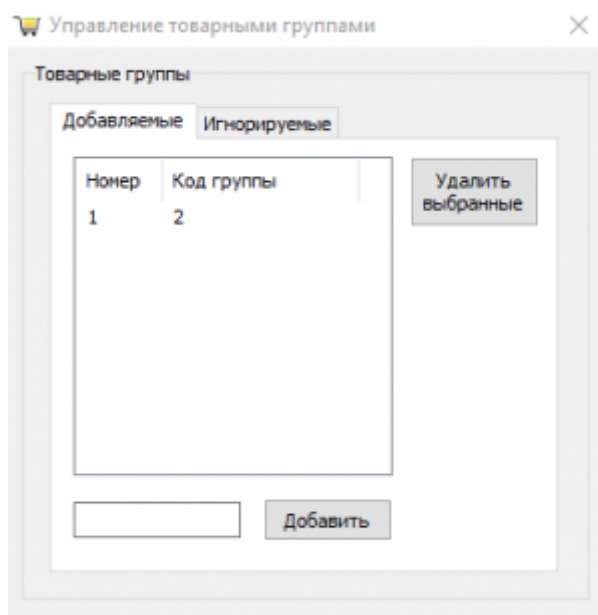 Управление товарными группами
Товарные группы
Добавляемые Игнорируемые
Номер Код группы
1 2
Удалить
выбранные
Добавить